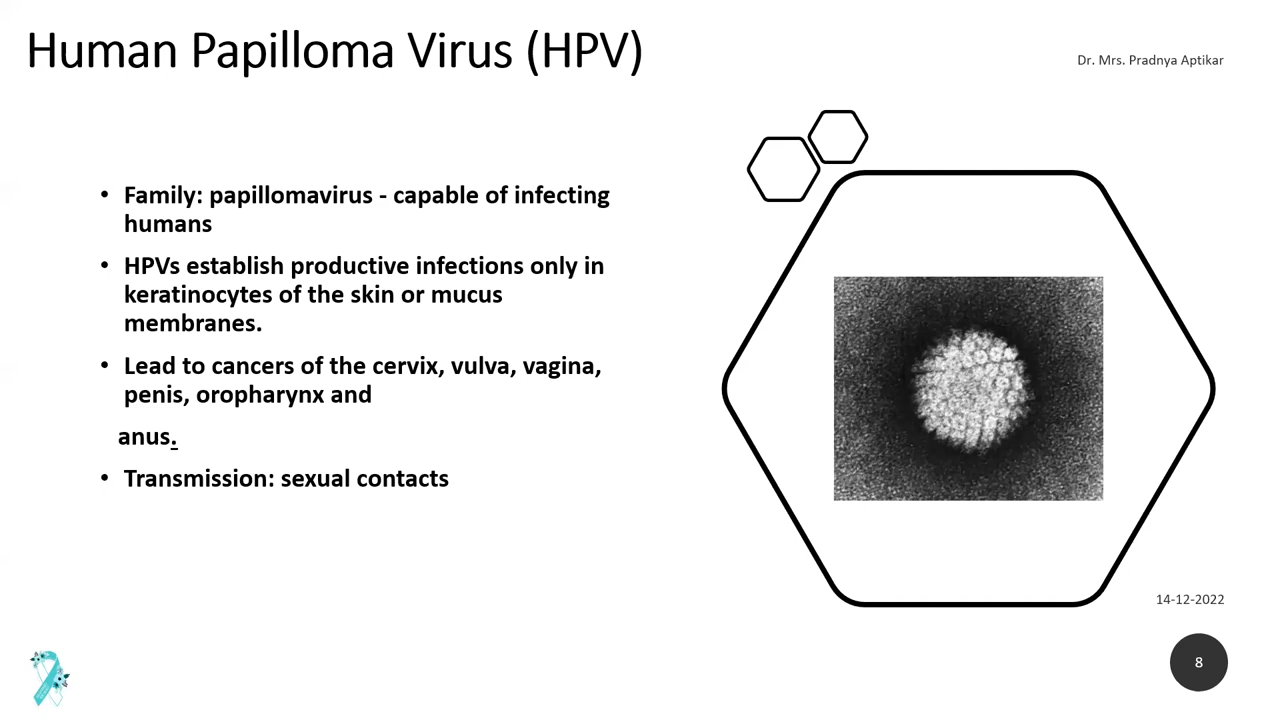 Human Papilloma Virus (HPV)
Dr. Mrs. Pradnya Aptikar
• Family: papillomavirus - capable of infecting
humans
• HPVs establish productive infections only in
keratinocytes of the skin or mucus
membranes.
• Lead to cancers of the cervix, vulva, vagina,
penis, oropharynx and
anus.
• Transmission: sexual contacts
14-12-2022
8